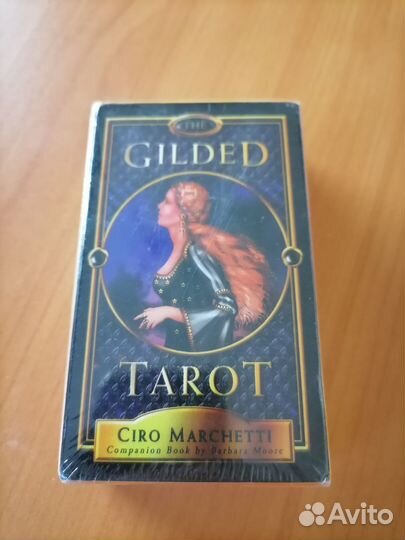 THE
GILDED
TAROT
CIRO MARCHETTI
Companion Book by Barbara Moore
Avito